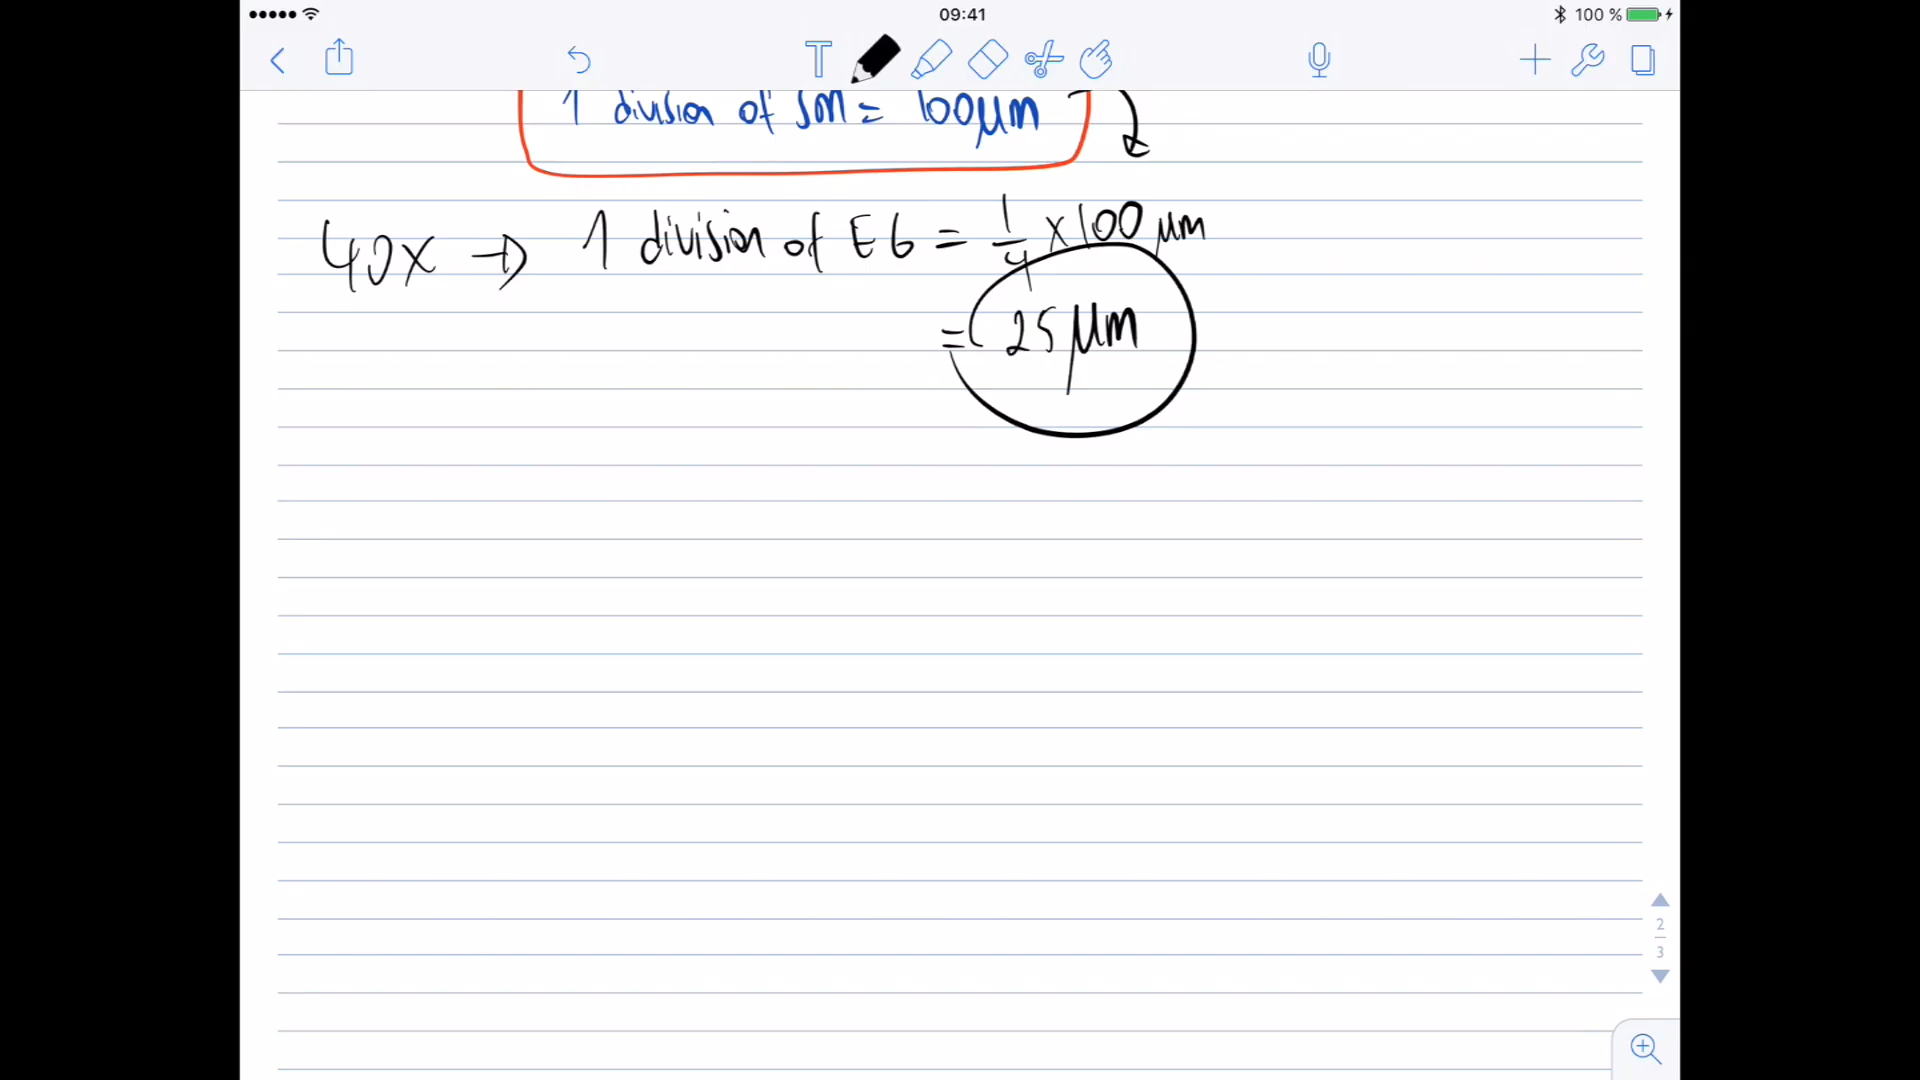 09:41
100 %
T
1 division of SM = 100μm
40x → 1 division of EG = 1/4 x 100 μm
= 25 μm
2
3